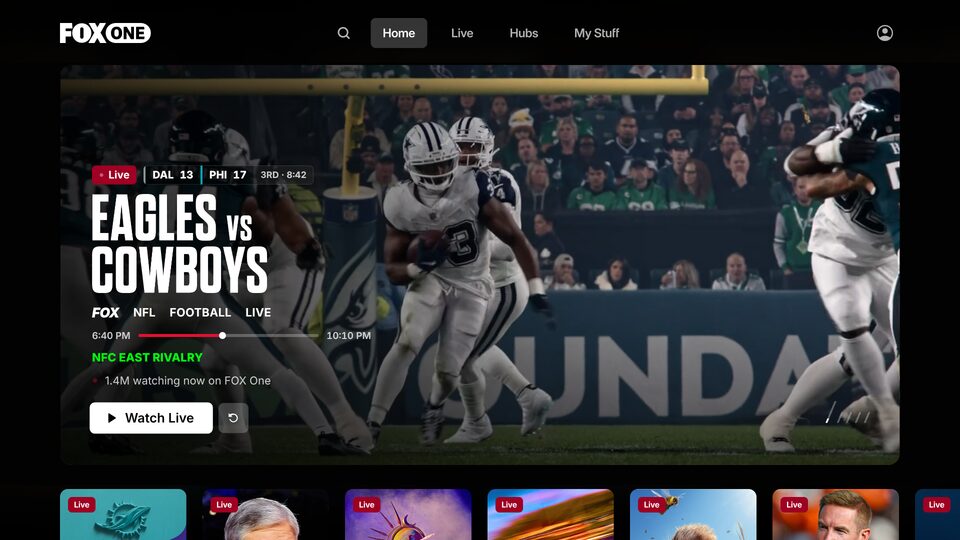 FOX ONE
Home Live Hubs My Stuff
Live DAL 13 PHI 17 3RD · 8:42
EAGLES VS
COWBOYS
FOX NFL FOOTBALL LIVE
6:40 PM 10:10 PM
NFC EAST RIVALRY
1.4M watching now on FOX One
Watch Live
OUNDA
Live Live Live Live Live Live Live